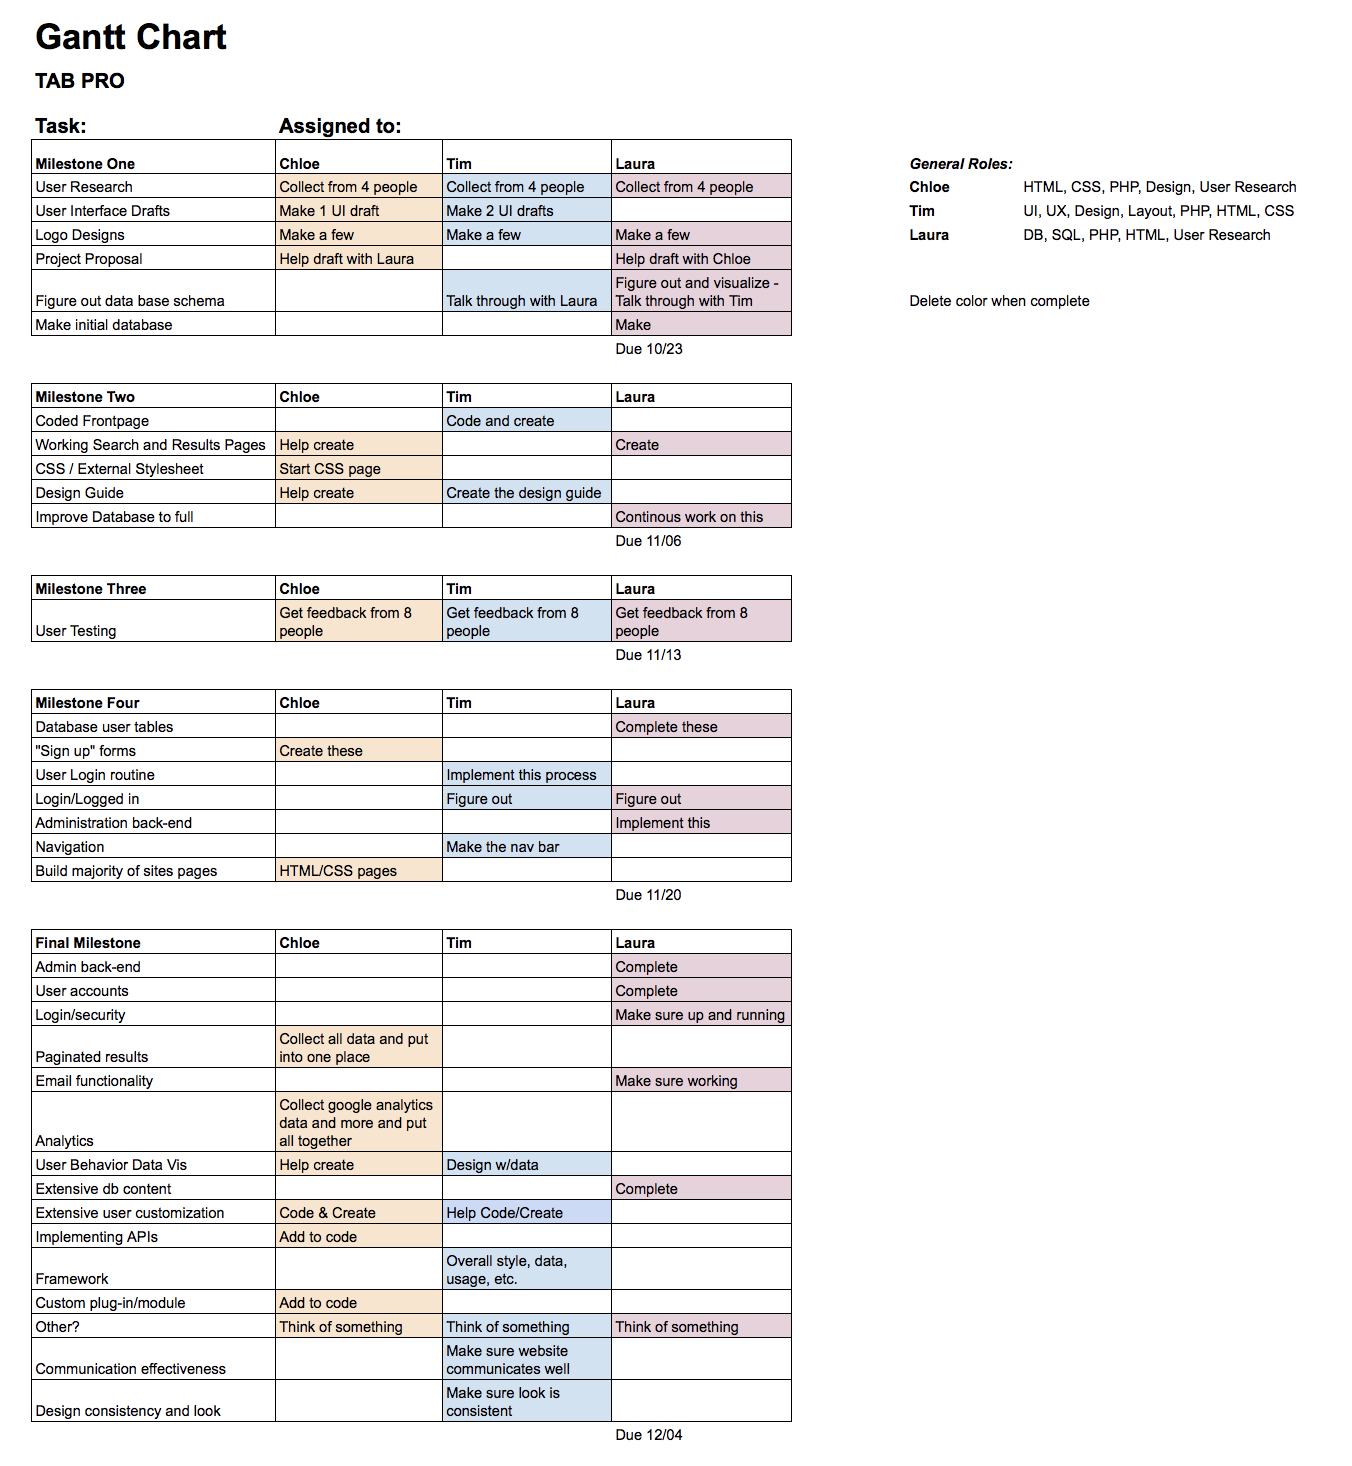 Gantt Chart
TAB PRO
Task: Assigned to:
Milestone One Chloe Tim Laura General Roles:
User Research Collect from 4 people Collect from 4 people Collect from 4 people Chloe HTML, CSS, PHP, Design, User Research
User Interface Drafts Make 1 UI draft Make 2 UI drafts Tim UI, UX, Design, Layout, PHP, HTML, CSS
Logo Designs Make a few Make a few Make a few Laura DB, SQL, PHP, HTML, User Research
Project Proposal Help draft with Laura Help draft with Chloe
Figure out and visualize -
Figure out data base schema Talk through with Laura Talk through with Tim Delete color when complete
Make initial database Make
Due 10/23
Milestone Two Chloe Tim Laura
Coded Frontpage Code and create
Working Search and Results Pages Help create Create
CSS / External Stylesheet Start CSS page
Design Guide Help create Create the design guide
Improve Database to full Continous work on this
Due 11/06
Milestone Three Chloe Tim Laura
Get feedback from 8 Get feedback from 8 Get feedback from 8
User Testing people people people
Due 11/13
Milestone Four Chloe Tim Laura
Database user tables Complete these
"Sign up" forms Create these
User Login routine Implement this process
Login/Logged in Figure out Figure out
Administration back-end Implement this
Navigation Make the nav bar
Build majority of sites pages HTML/CSS pages
Due 11/20
Final Milestone Chloe Tim Laura
Admin back-end Complete
User accounts Complete
Login/security Make sure up and running
Collect all data and put
Paginated results into one place
Email functionality Make sure working
Collect google analytics
data and more and put
Analytics all together
User Behavior Data Vis Help create Design w/data
Extensive db content Complete
Extensive user customization Code & Create Help Code/Create
Implementing APIs Add to code
Overall style, data,
Framework usage, etc.
Custom plug-in/module Add to code
Other? Think of something Think of something Think of something
Make sure website
Communication effectiveness communicates well
Make sure look is
Design consistency and look consistent
Due 12/04